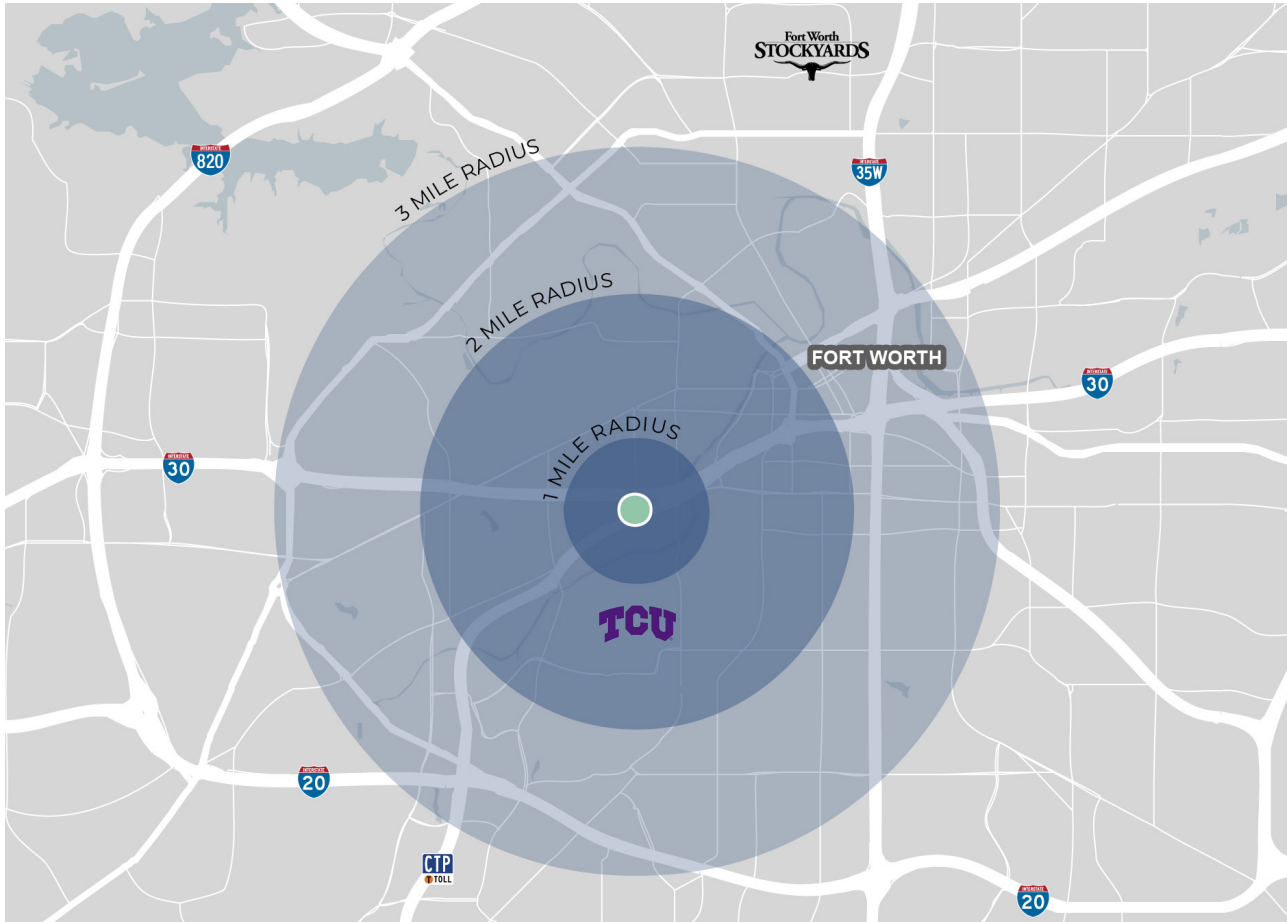 Fort Worth
STOCKYARDS
INTERSTATE
820
3 MILE RADIUS
INTERSTATE
35W
2 MILE RADIUS
FORT WORTH
INTERSTATE
30
1 MILE RADIUS
INTERSTATE
30
TCU
INTERSTATE
20
CTP
TOLL
INTERSTATE
20